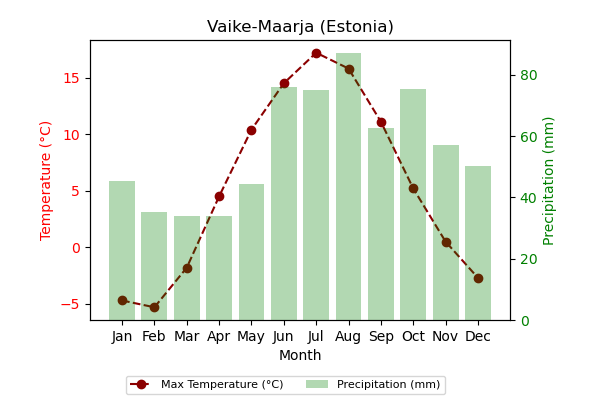 Vaike-Maarja (Estonia)
Temperature (°C)
15
10
5
0
−5
80
60
40
20
0
Precipitation (mm)
Jan Feb Mar Apr May Jun Jul Aug Sep Oct Nov Dec
Month
Max Temperature (°C) Precipitation (mm)